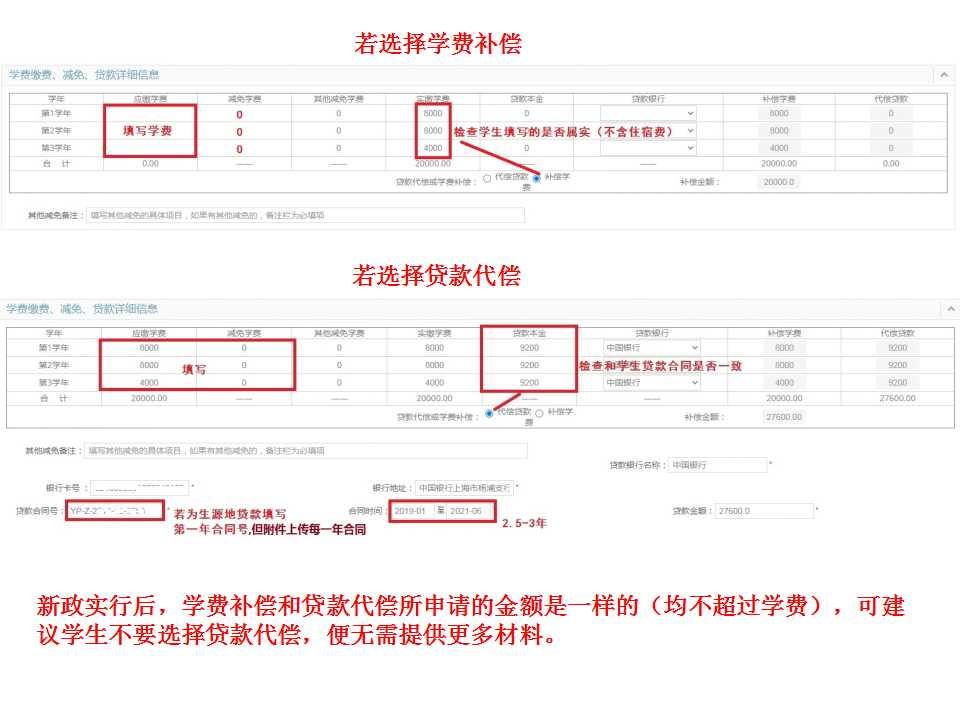 若选择学费补偿
学费缴费、减免、贷款详细信息
学年 应缴学费 减免学费 其他减免学费 实缴学费 贷款本金 贷款银行 补偿学费 代偿贷款
第1学年 0 0 8000 0 8000 0
第2学年 填写学费 0 0 8000 检查学生填写的是否属实（不含住宿费） 8000 0
第3学年 0 0 4000 0 4000 0
合 计 0.00 —— —— 20000.00 —— —— 20000.00 0.00
贷款代偿或学费补偿： 代偿贷款 补偿学费 补偿金额： 20000.0
其他减免备注： 填写其他减免的具体项目，如果有其他减免的，备注栏为必填项
若选择贷款代偿
学费缴费、减免、贷款详细信息
学年 应缴学费 减免学费 其他减免学费 实缴学费 贷款本金 贷款银行 补偿学费 代偿贷款
第1学年 8000 0 0 8000 9200 中国银行 8000 9200
第2学年 8000 填写 0 0 8000 9200 检查和学生贷款合同是否一致 8000 9200
第3学年 4000 0 0 4000 9200 中国银行 4000 9200
合 计 20000.00 —— —— 20000.00 —— —— 20000.00 27600.00
贷款代偿或学费补偿： 代偿贷款 补偿学费 补偿金额： 27600.00
其他减免备注： 填写其他减免的具体项目，如果有其他减免的，备注栏为必填项
贷款银行名称： 中国银行 *
银行卡号： * 银行地址： 中国银行上海市杨浦支行 *
贷款合同号： YP-Z-2 * 若为生源地贷款填写 合同时间： 2019-01 至 2021-06 2.5-3年 贷款金额： 27600.0 *
第一年合同号,但附件上传每一年合同
新政实行后，学费补偿和贷款代偿所申请的金额是一样的（均不超过学费），可建
议学生不要选择贷款代偿，便无需提供更多材料。